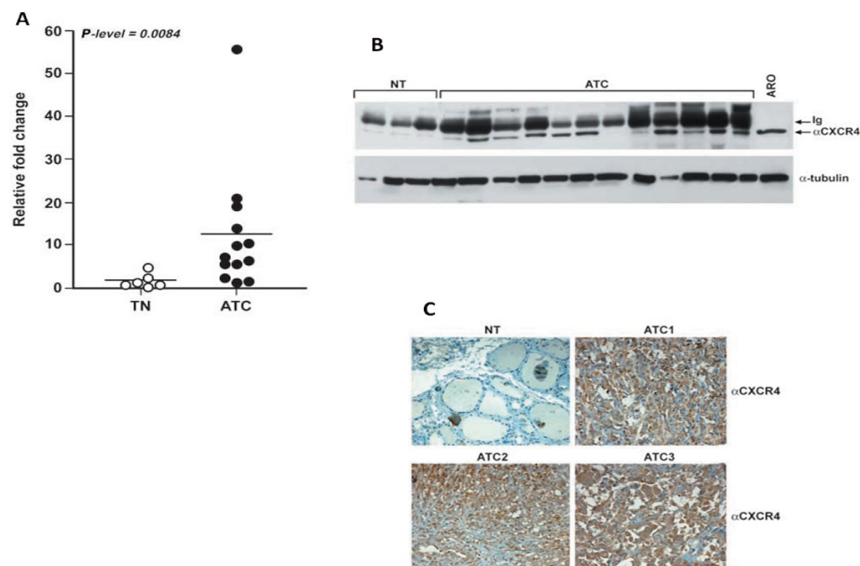 A
P-level = 0.0084
Relative fold change
60
50
40
30
20
10
0
TN
ATC
B
NT
ATC
ARO
Ig
αCXCR4
α-tubulin
C
NT
ATC1
αCXCR4
ATC2
ATC3
αCXCR4